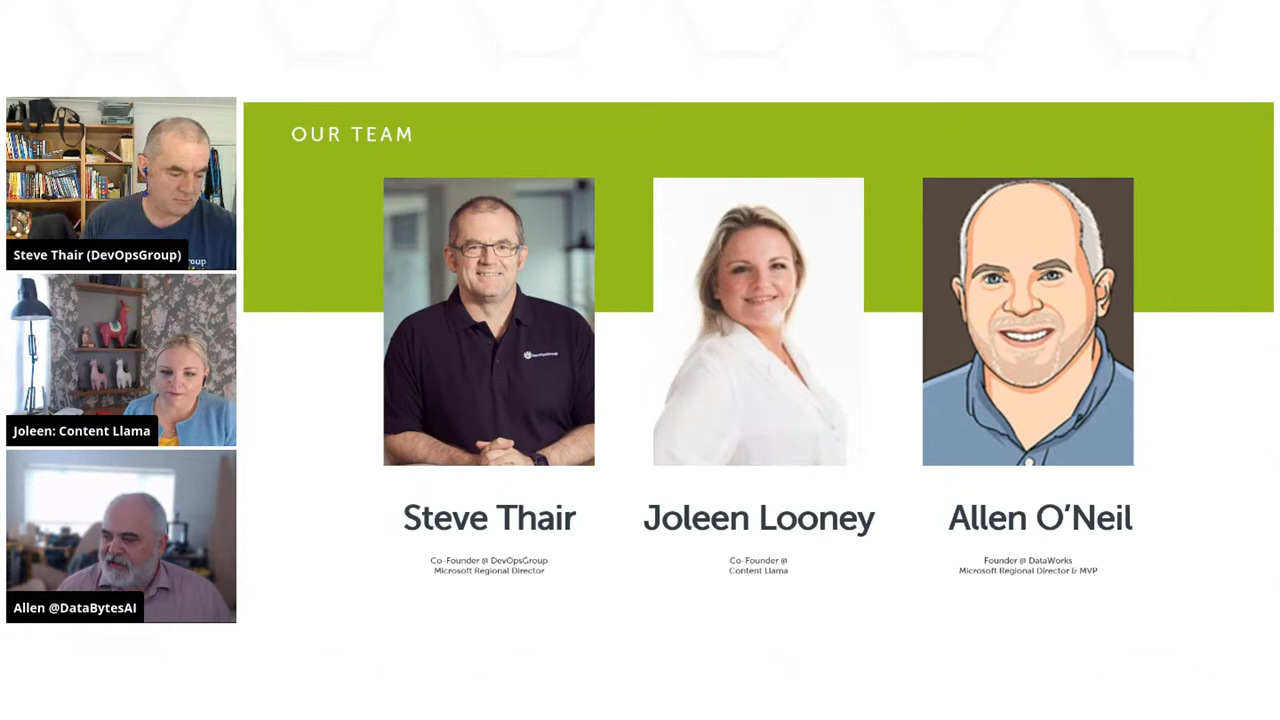 OUR TEAM
Steve Thair (DevOpsGroup)
Joleen: Content Llama
Allen @DataBytesAI
DevOpsGroup
Steve Thair
Co-Founder @ DevOpsGroup
Microsoft Regional Director
Joleen Looney
Co-Founder @
Content Llama
Allen O’Neil
Founder @ DataWorks
Microsoft Regional Director & MVP